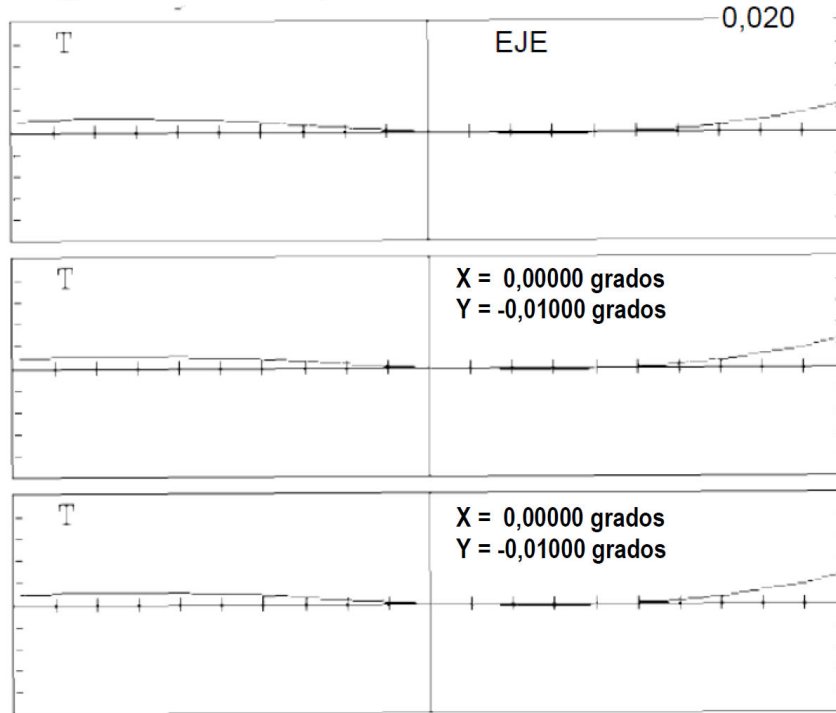 0,020
T
EJE
T
X = 0,00000 grados
Y = -0,01000 grados
T
X = 0,00000 grados
Y = -0,01000 grados